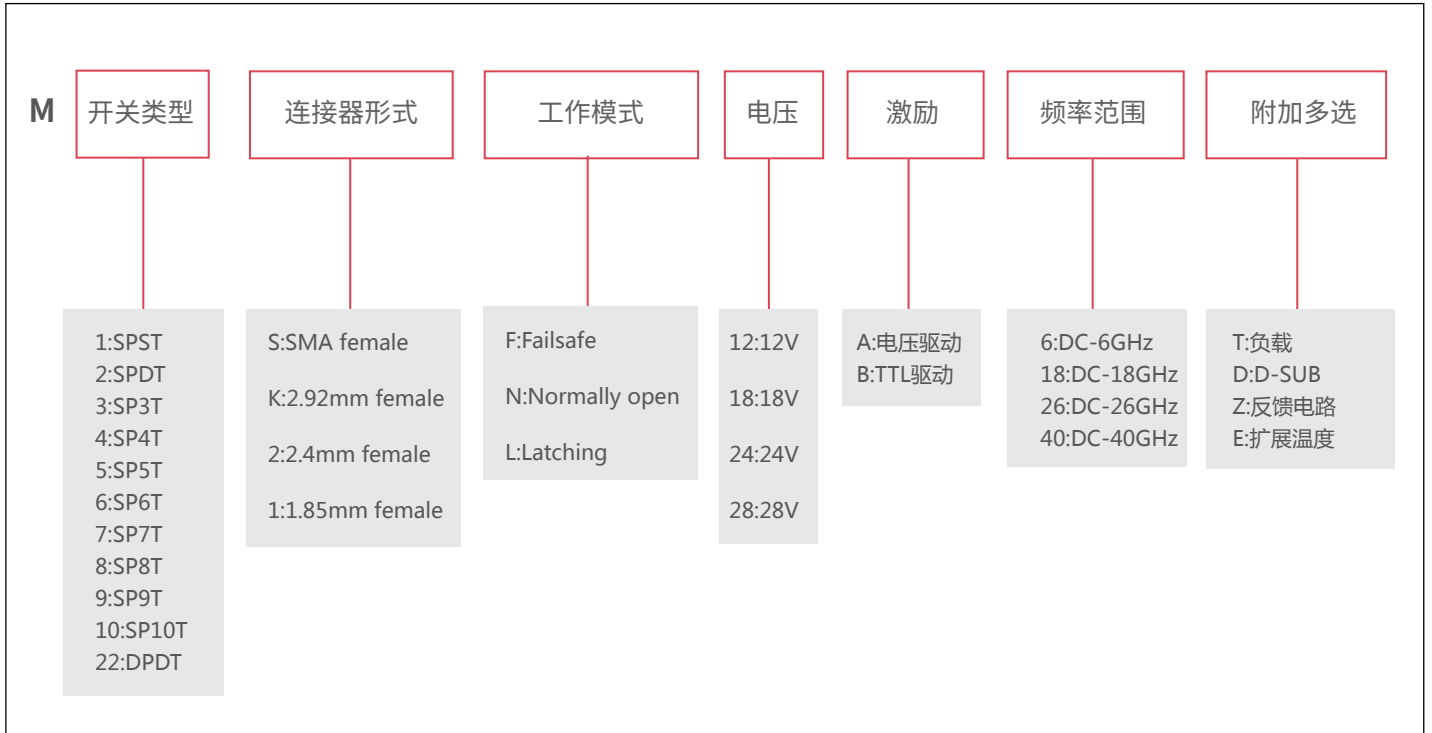 M 开关类型 连接器形式 工作模式 电压 激励 频率范围 附加多选
1:SPST
2:SPDT
3:SP3T
4:SP4T
5:SP5T
6:SP6T
7:SP7T
8:SP8T
9:SP9T
10:SP10T
22:DPDT
S:SMA female
K:2.92mm female
2:2.4mm female
1:1.85mm female
F:Failsafe
N:Normally open
L:Latching
12:12V
18:18V
24:24V
28:28V
A:电压驱动
B:TTL驱动
6:DC-6GHz
18:DC-18GHz
26:DC-26GHz
40:DC-40GHz
T:负载
D:D-SUB
Z:反馈电路
E:扩展温度